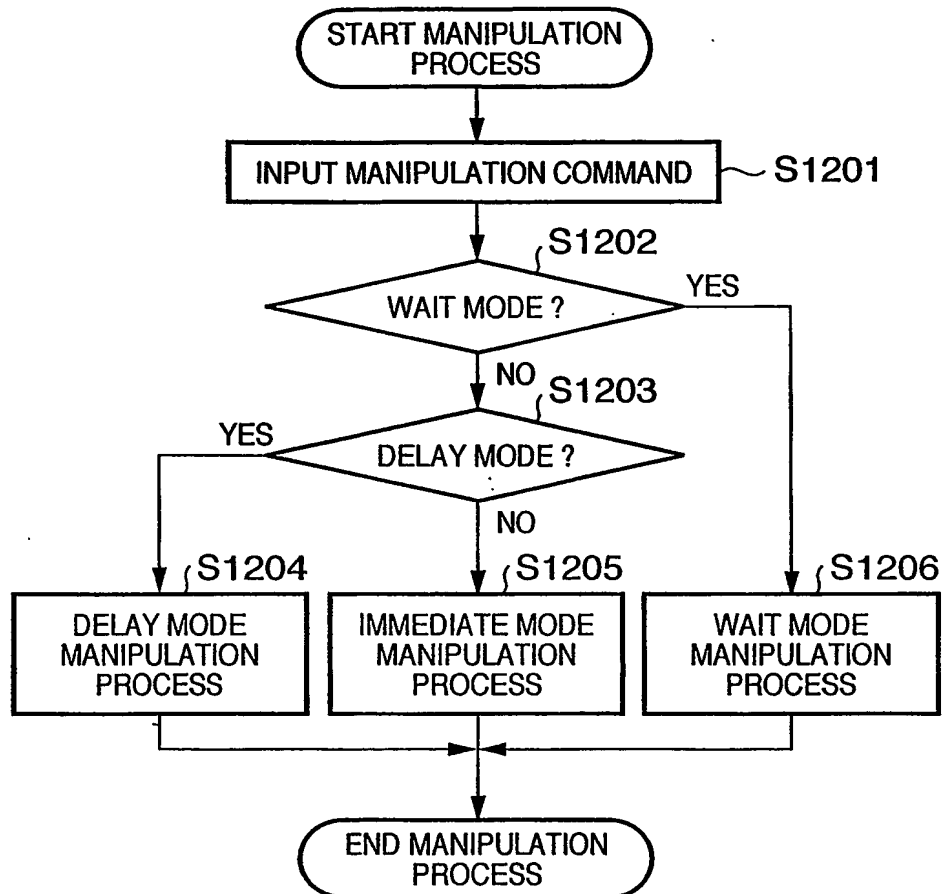 START MANIPULATION
PROCESS
INPUT MANIPULATION COMMAND
S1201
S1202
WAIT MODE ?
YES
NO
S1203
YES
DELAY MODE ?
NO
S1204
S1205
S1206
DELAY MODE
MANIPULATION
PROCESS
IMMEDIATE MODE
MANIPULATION
PROCESS
WAIT MODE
MANIPULATION
PROCESS
END MANIPULATION
PROCESS